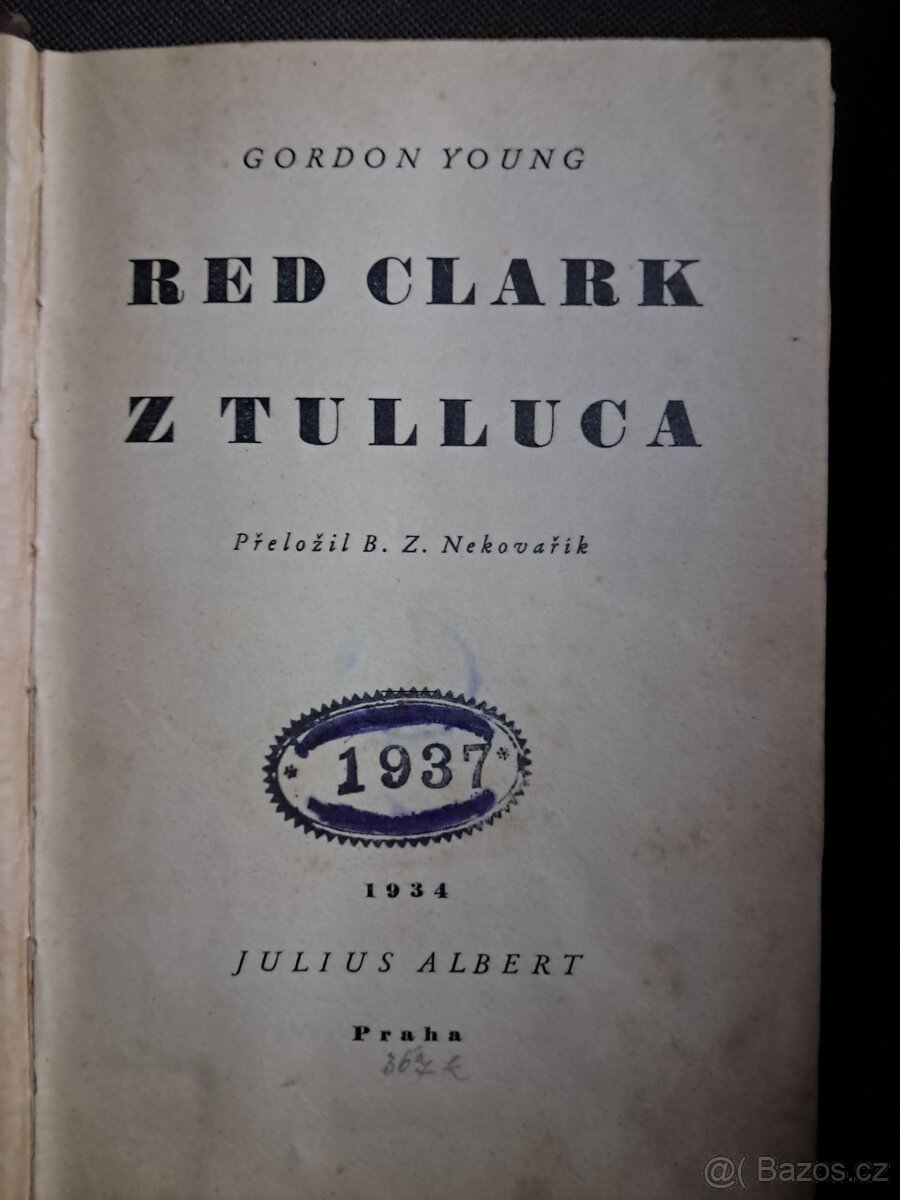 GORDON YOUNG
RED CLARK
Z TULLUCA
Přeložil B. Z. Nekovařík
* 1937 *
1934
JULIUS ALBERT
Praha
@( Bazos.cz